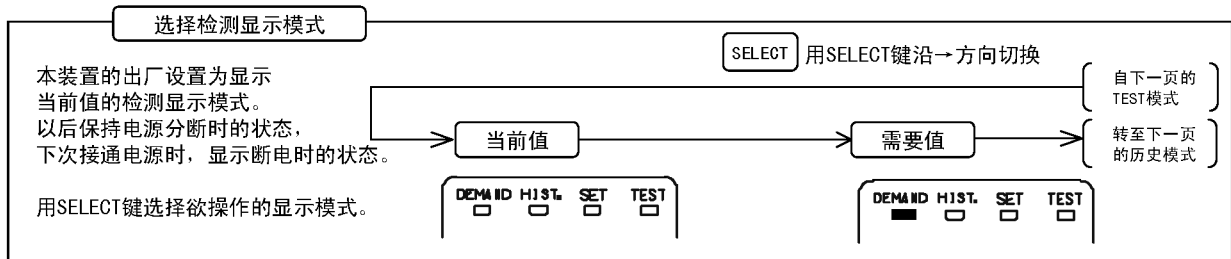 选择检测显示模式
本装置的出厂设置为显示
当前值的检测显示模式。
以后保持电源分断时的状态，
下次接通电源时，显示断电时的状态。
用SELECT键选择欲操作的显示模式。
SELECT 用SELECT键沿→方向切换
自下一页的
TEST模式
当前值
需要值
转至下一页
的历史模式
DEMAND HIST. SET TEST
DEMAND HIST. SET TEST